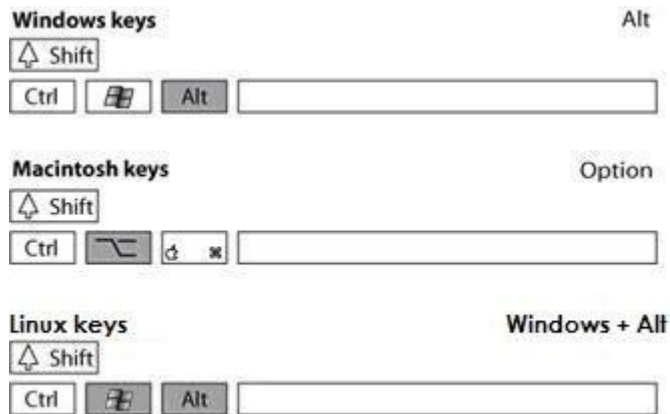 Windows keys Alt
Shift
Ctrl Alt
Macintosh keys Option
Shift
Ctrl ⌥ ⌘
Linux keys Windows + Alt
Shift
Ctrl Alt